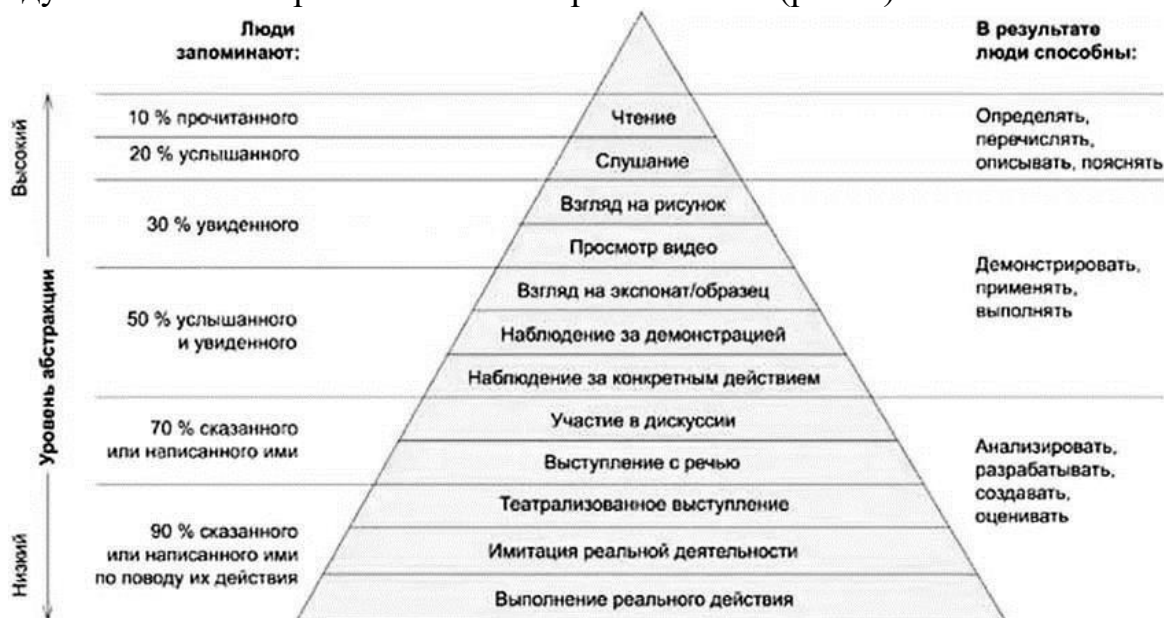 Люди
запоминают:
В результате
люди способны:
Высокий
Уровень абстракции
Низкий
10 % прочитанного
20 % услышанного
30 % увиденного
50 % услышанного
и увиденного
70 % сказанного
или написанного ими
90 % сказанного
или написанного ими
по поводу их действия
Чтение
Слушание
Взгляд на рисунок
Просмотр видео
Взгляд на экспонат/образец
Наблюдение за демонстрацией
Наблюдение за конкретным действием
Участие в дискуссии
Выступление с речью
Театрализованное выступление
Имитация реальной деятельности
Выполнение реального действия
Определять,
перечислять,
описывать, пояснять
Демонстрировать,
применять,
выполнять
Анализировать,
разрабатывать,
создавать,
оценивать